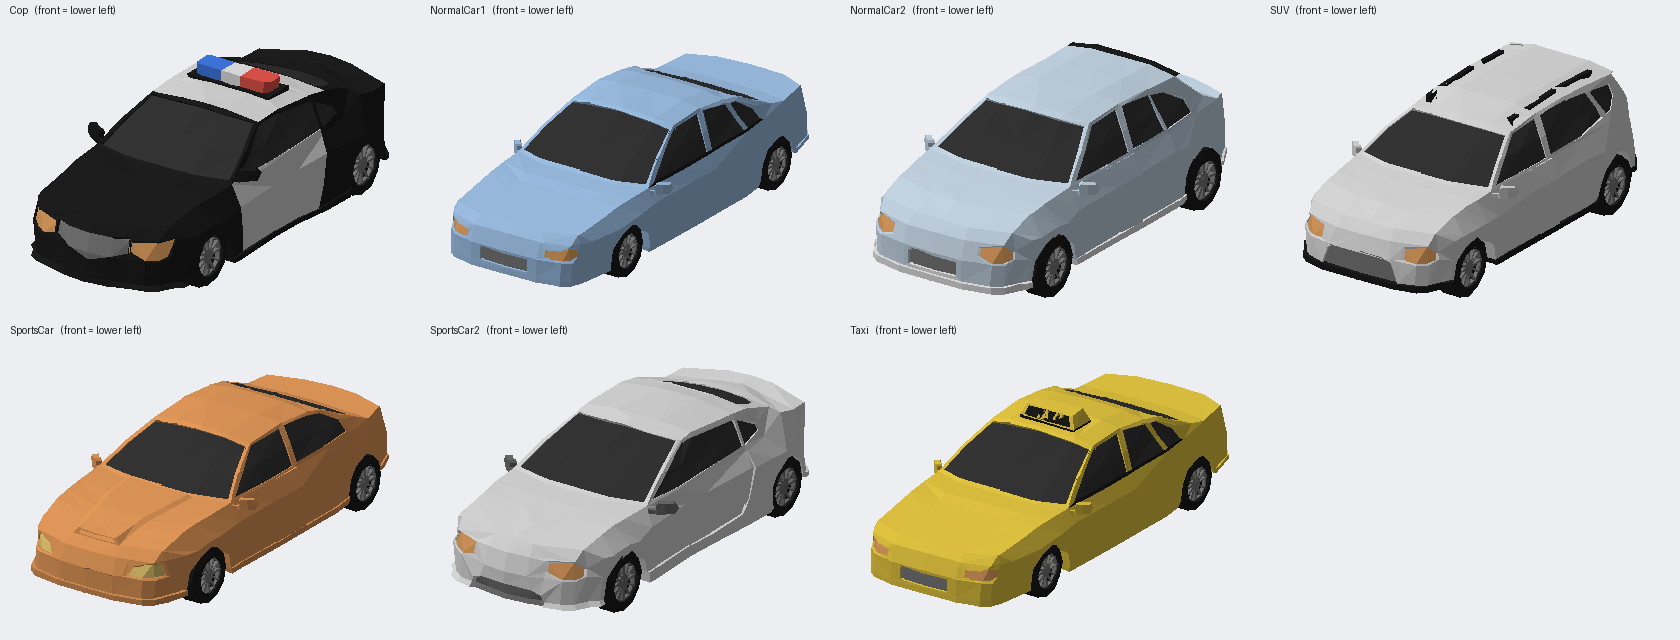 Cop (front = lower left)
NormalCar1 (front = lower left)
NormalCar2 (front = lower left)
SUV (front = lower left)
SportsCar (front = lower left)
SportsCar2 (front = lower left)
Taxi (front = lower left)